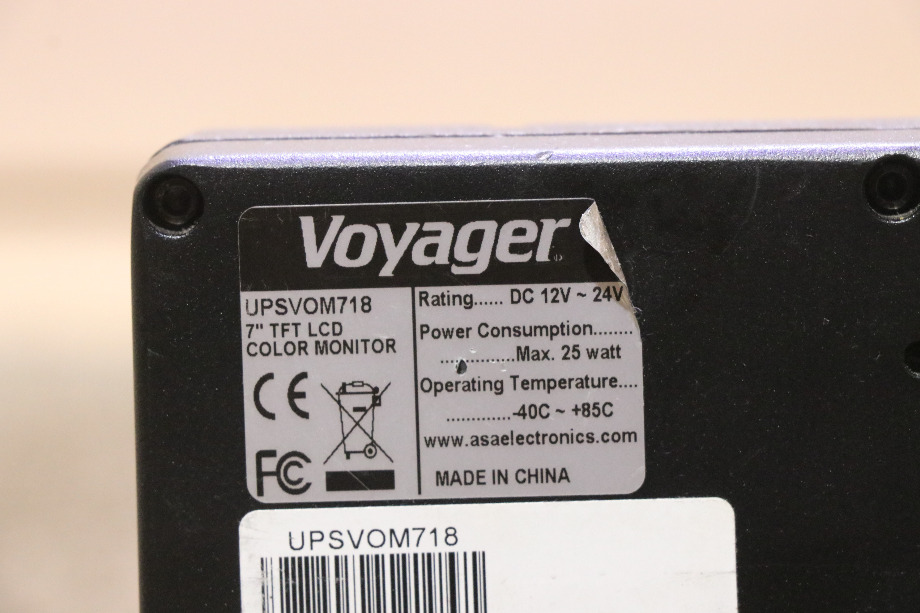 Voyager
UPSVOM718
7" TFT LCD
COLOR MONITOR
CE
FC
Rating...... DC 12V ~ 24V
Power Consumption........
..............Max. 25 watt
Operating Temperature....
.............-40C ~ +85C
www.asaelectronics.com
MADE IN CHINA
UPSVOM718